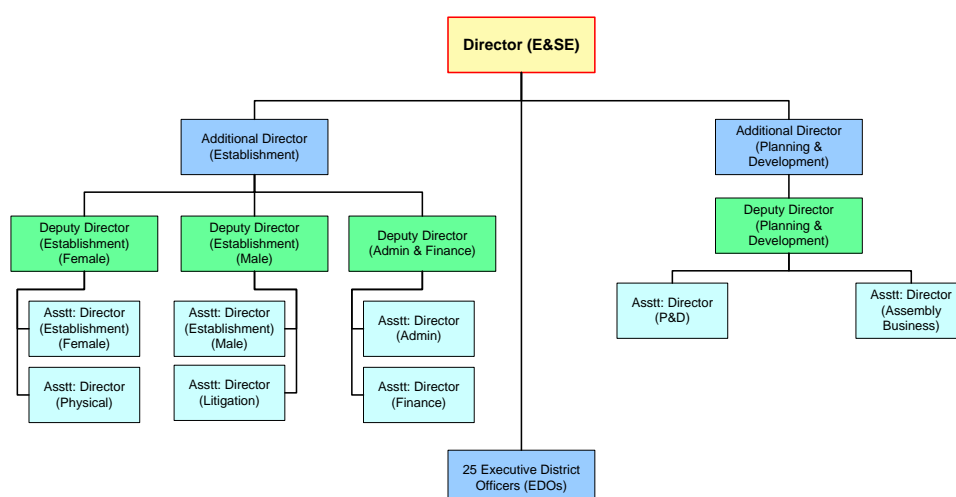 Director (E&SE)
Additional Director
(Establishment)
Additional Director
(Planning &
Development)
Deputy Director
(Establishment)
(Female)
Deputy Director
(Establishment)
(Male)
Deputy Director
(Admin & Finance)
Deputy Director
(Planning &
Development)
Asstt: Director
(Establishment)
(Female)
Asstt: Director
(Establishment)
(Male)
Asstt: Director
(Admin)
Asstt: Director
(P&D)
Asstt: Director
(Assembly
Business)
Asstt: Director
(Physical)
Asstt: Director
(Litigation)
Asstt: Director
(Finance)
25 Executive District
Officers (EDOs)